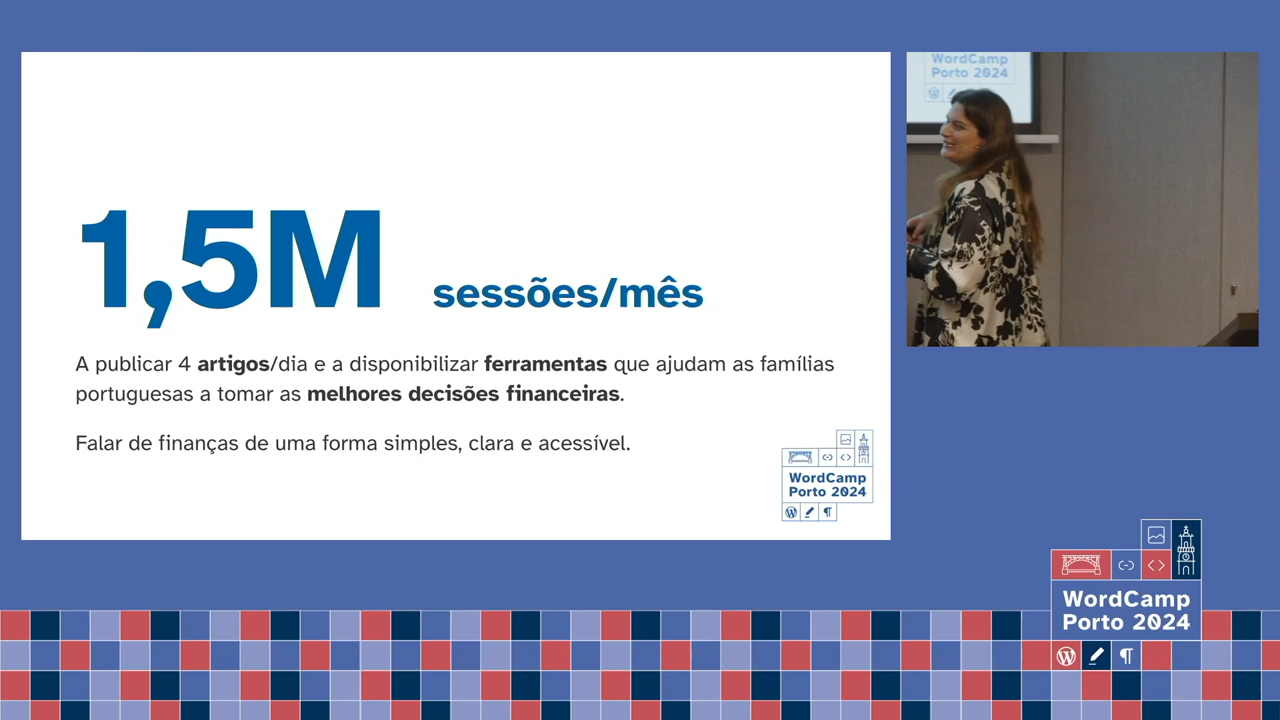 1,5M sessões/mês
A publicar 4 artigos/dia e a disponibilizar ferramentas que ajudam as famílias
portuguesas a tomar as melhores decisões financeiras.
Falar de finanças de uma forma simples, clara e acessível.
WordCamp
Porto 2024
WordCamp
Porto 2024
WordCamp
Porto 2024